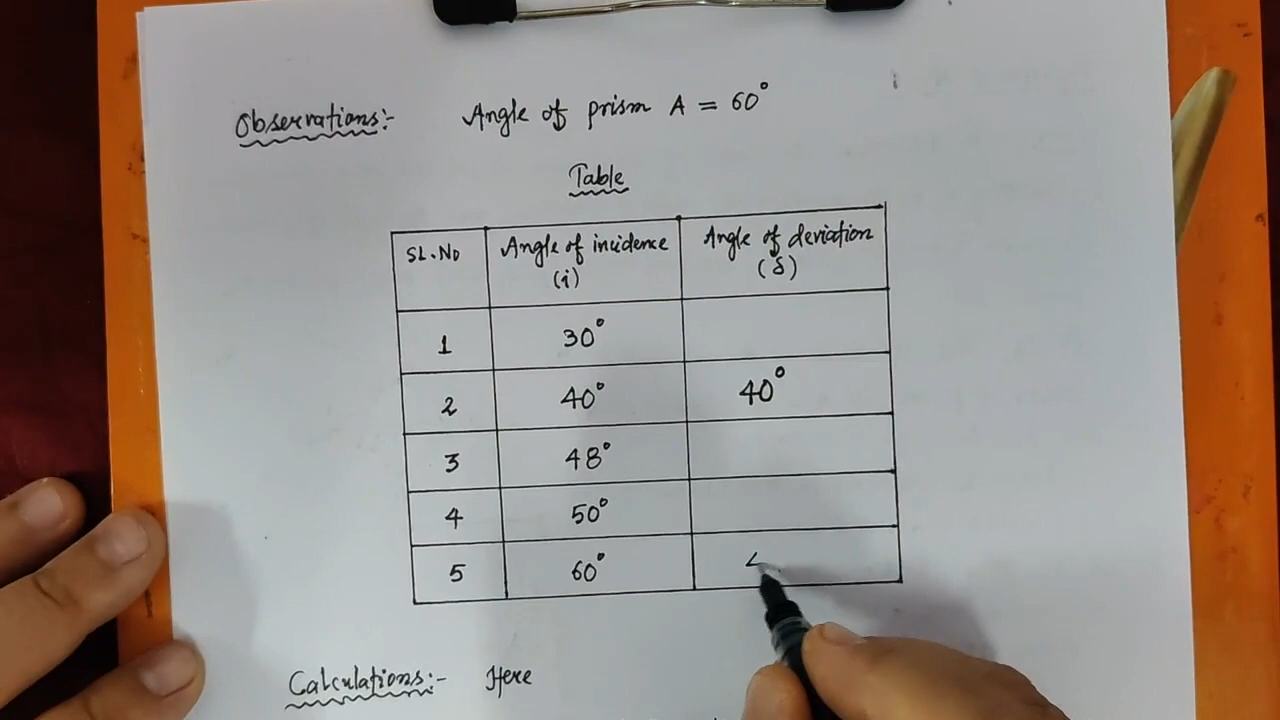 Observations:- Angle of prism A = 60°
Table
SL.No Angle of incidence (i) Angle of deviation (δ)
1 30°
2 40° 40°
3 48°
4 50°
5 60°
Calculations:- Here